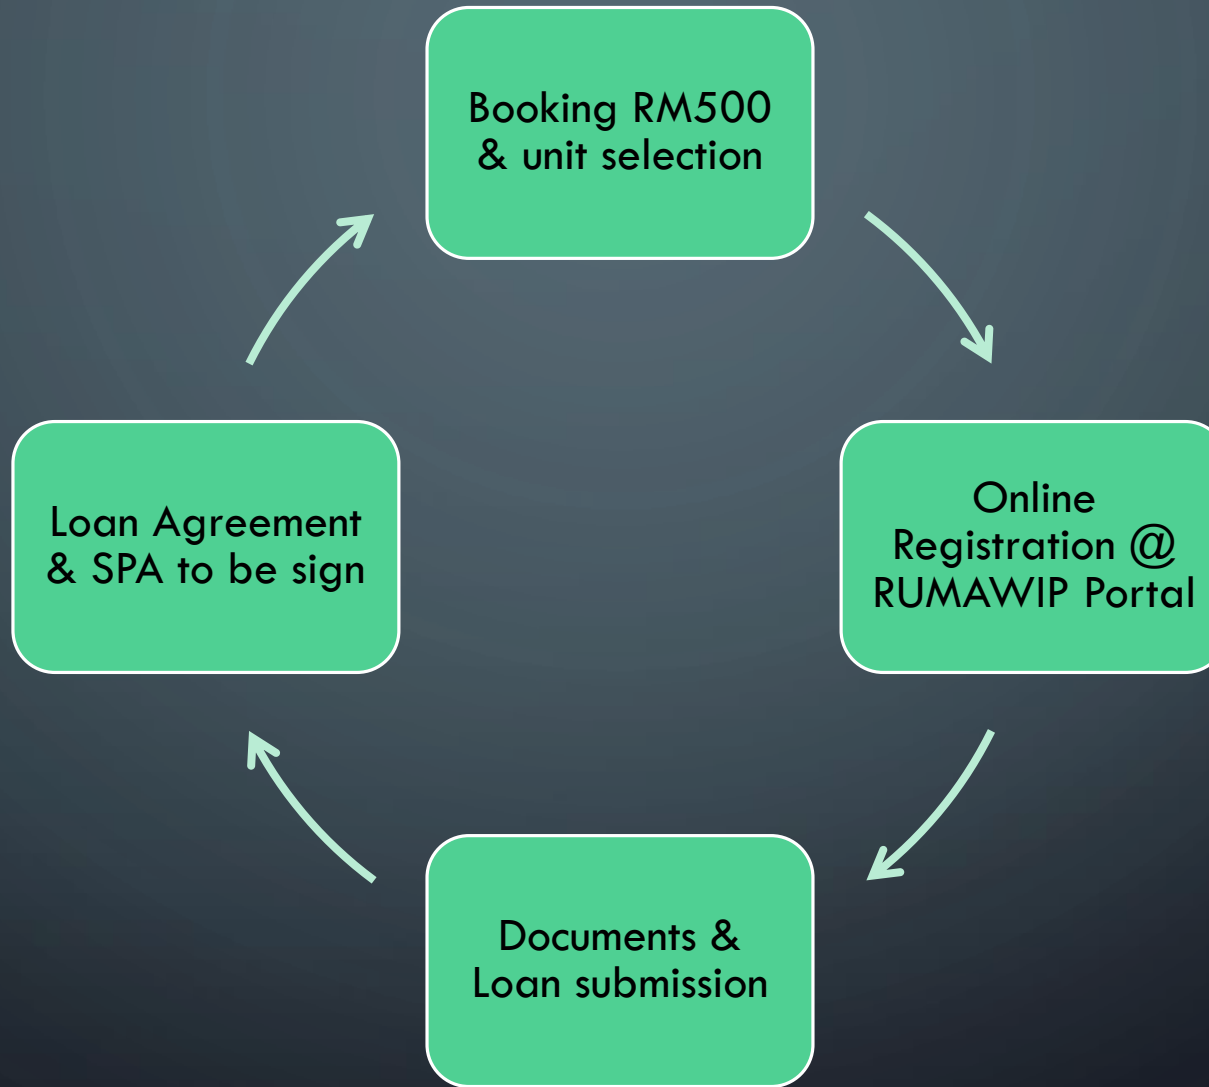 Booking RM500
& unit selection
Online
Registration @
RUMAWIP Portal
Documents &
Loan submission
Loan Agreement
& SPA to be sign